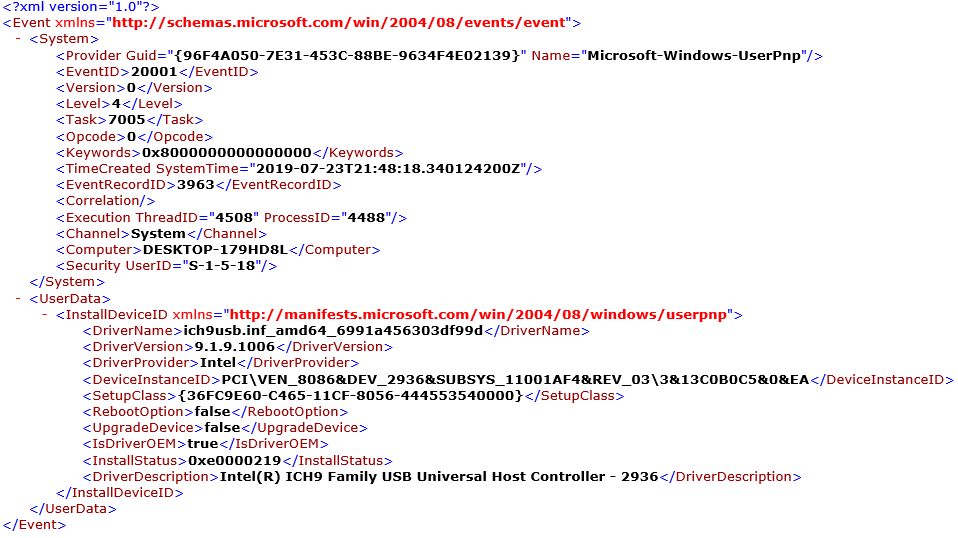 <?xml version="1.0"?>
<Event xmlns="http://schemas.microsoft.com/win/2004/08/events/event">
- <System>
<Provider Guid="{96F4A050-7E31-453C-88BE-9634F4E02139}" Name="Microsoft-Windows-UserPnp"/>
<EventID>20001</EventID>
<Version>0</Version>
<Level>4</Level>
<Task>7005</Task>
<Opcode>0</Opcode>
<Keywords>0x8000000000000000</Keywords>
<TimeCreated SystemTime="2019-07-23T21:48:18.340124200Z"/>
<EventRecordID>3963</EventRecordID>
<Correlation/>
<Execution ThreadID="4508" ProcessID="4488"/>
<Channel>System</Channel>
<Computer>DESKTOP-179HD8L</Computer>
<Security UserID="S-1-5-18"/>
</System>
- <UserData>
- <InstallDeviceID xmlns="http://manifests.microsoft.com/win/2004/08/windows/userpnp">
<DriverName>ich9usb.inf_amd64_6991a456303df99d</DriverName>
<DriverVersion>9.1.9.1006</DriverVersion>
<DriverProvider>Intel</DriverProvider>
<DeviceInstanceID>PCI\VEN_8086&DEV_2936&SUBSYS_11001AF4&REV_03\3&13C0B0C5&0&EA</DeviceInstanceID>
<SetupClass>{36FC9E60-C465-11CF-8056-444553540000}</SetupClass>
<RebootOption>false</RebootOption>
<UpgradeDevice>false</UpgradeDevice>
<IsDriverOEM>true</IsDriverOEM>
<InstallStatus>0xe0000219</InstallStatus>
<DriverDescription>Intel(R) ICH9 Family USB Universal Host Controller - 2936</DriverDescription>
</InstallDeviceID>
</UserData>
</Event>